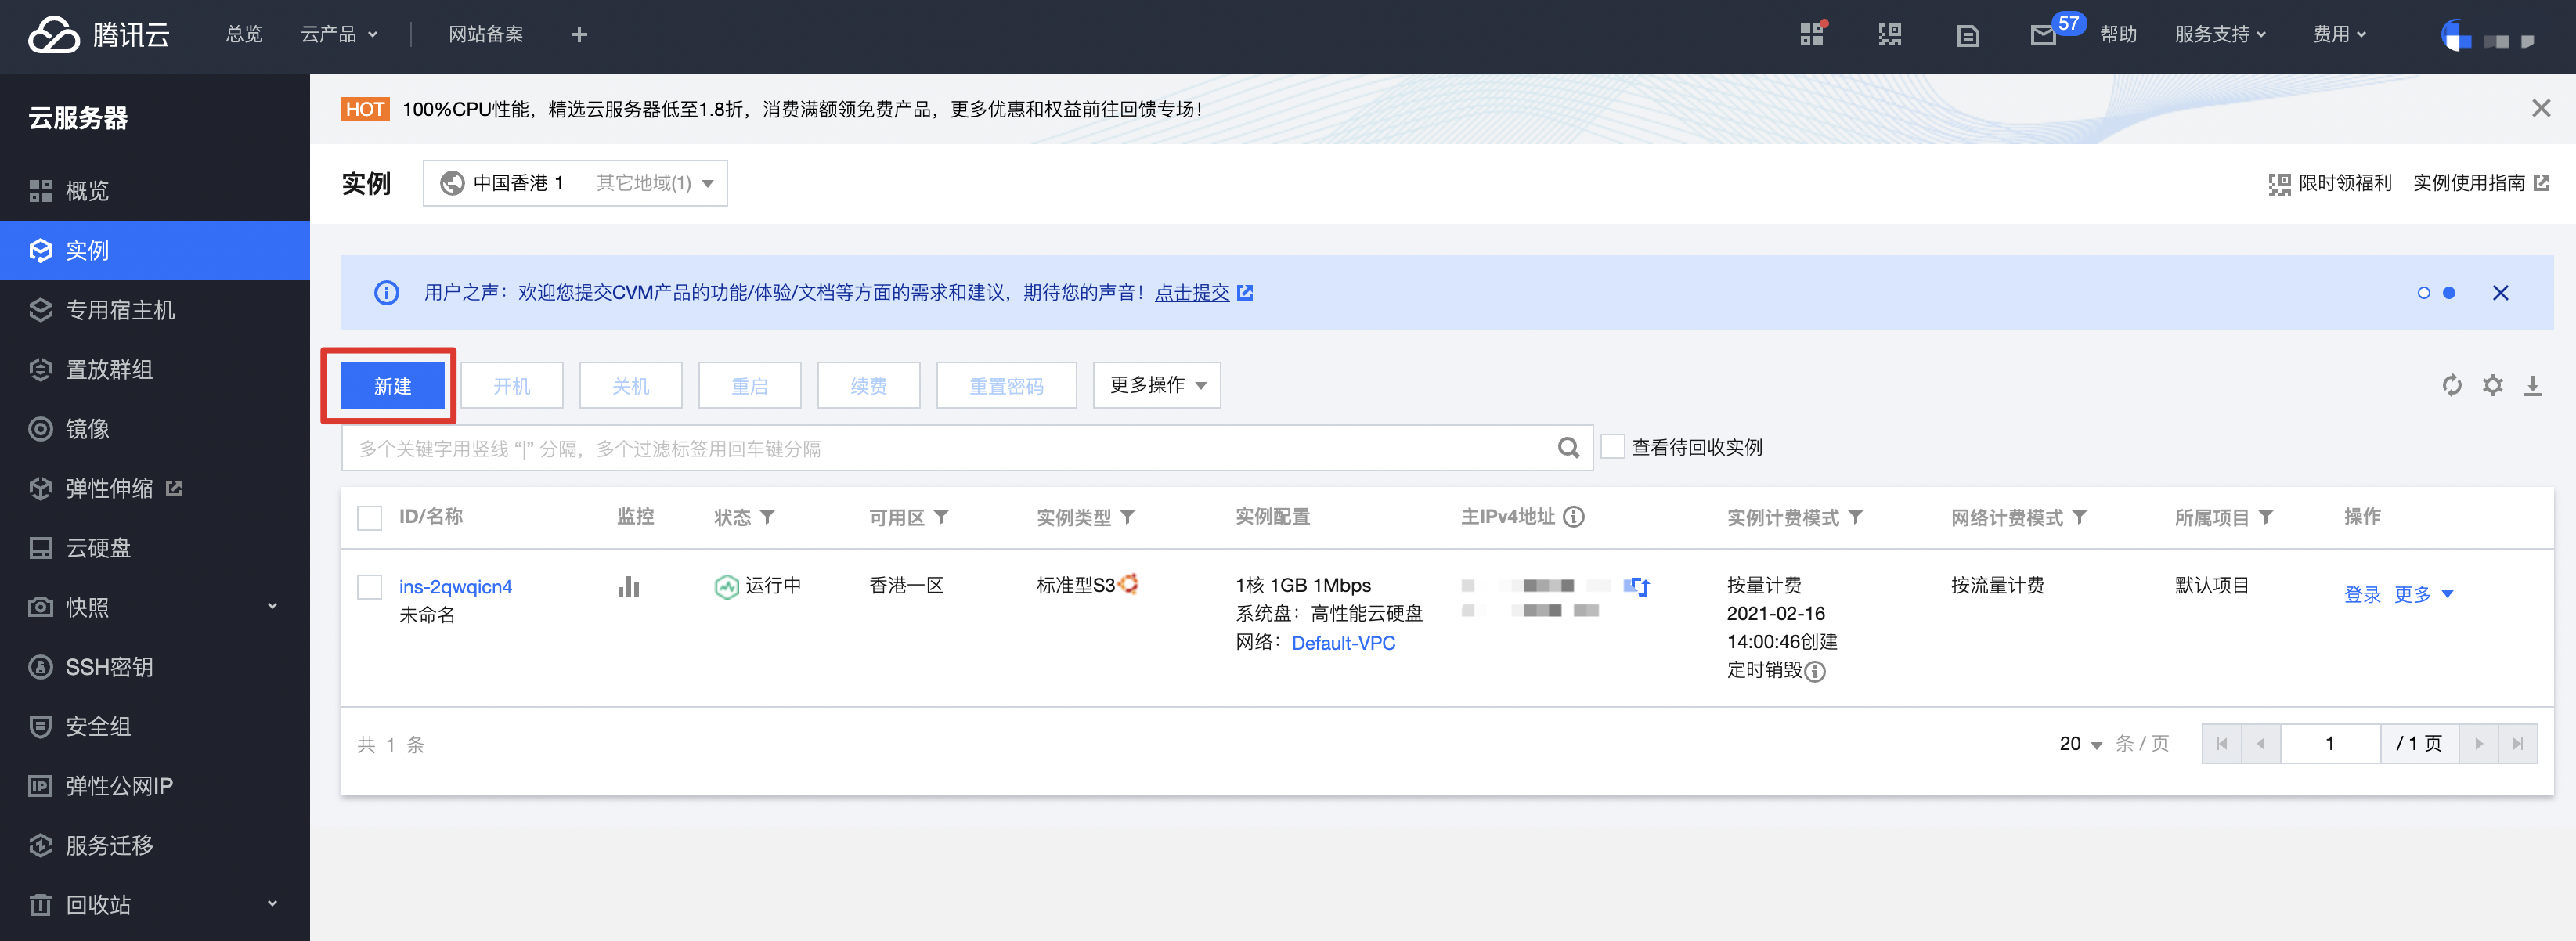 腾讯云 总览 云产品 网站备案 + 57 帮助 服务支持 费用
云服务器
概览
实例
专用宿主机
置放群组
镜像
弹性伸缩
云硬盘
快照
SSH密钥
安全组
弹性公网IP
服务迁移
回收站
HOT 100%CPU性能，精选云服务器低至1.8折，消费满额领免费产品，更多优惠和权益前往回馈专场！
实例 中国香港 1 其它地域(1) 限时领福利 实例使用指南
用户之声：欢迎您提交CVM产品的功能/体验/文档等方面的需求和建议，期待您的声音！点击提交
新建 开机 关机 重启 续费 重置密码 更多操作
多个关键字用竖线 “|” 分隔，多个过滤标签用回车键分隔 查看待回收实例
ID/名称 监控 状态 可用区 实例类型 实例配置 主IPv4地址 实例计费模式 网络计费模式 所属项目 操作
ins-2qwqicn4 运行中 香港一区 标准型S3 1核 1GB 1Mbps 按量计费 按流量计费 默认项目 登录 更多
未命名 系统盘：高性能云硬盘 2021-02-16
网络：Default-VPC 14:00:46创建
定时销毁
共 1 条 20 条 / 页 1 / 1 页